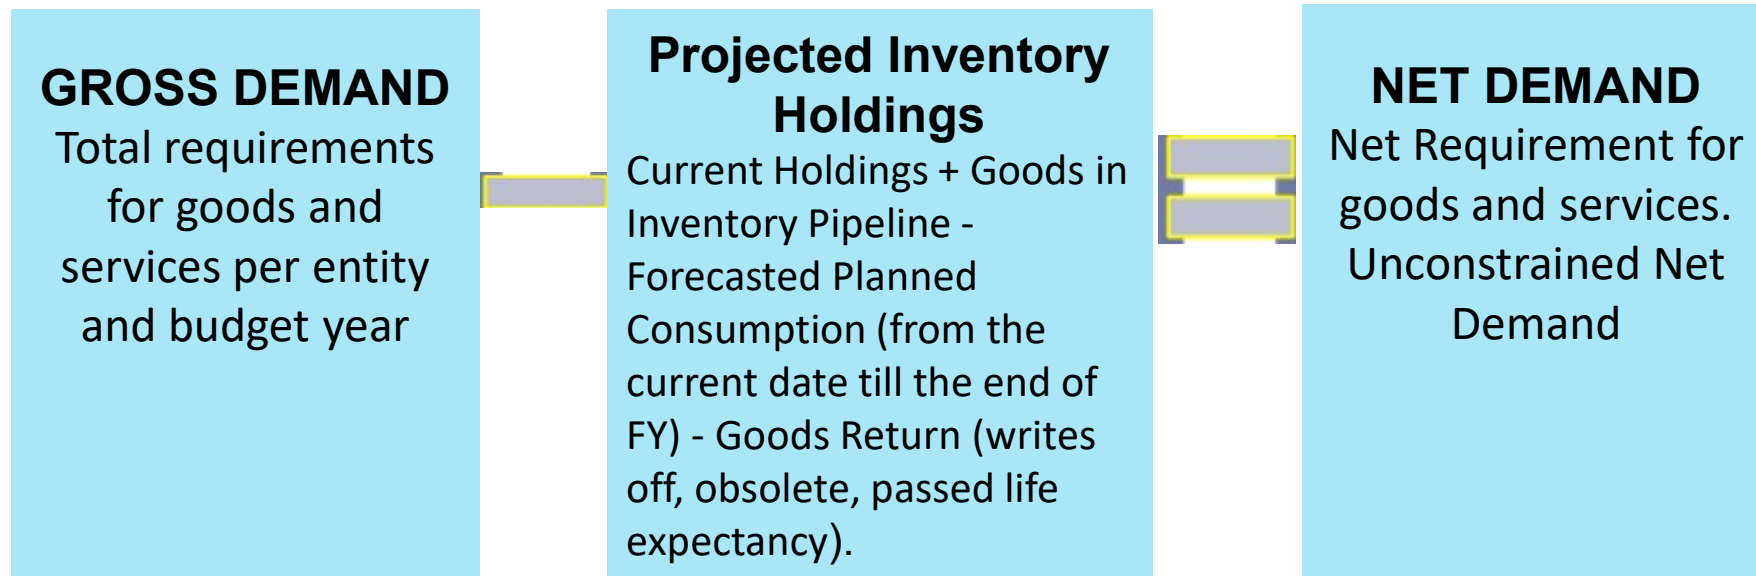 GROSS DEMAND
Total requirements
for goods and
services per entity
and budget year
Projected Inventory
Holdings
Current Holdings + Goods in
Inventory Pipeline -
Forecasted Planned
Consumption (from the
current date till the end of
FY) - Goods Return (writes
off, obsolete, passed life
expectancy).
NET DEMAND
Net Requirement for
goods and services.
Unconstrained Net
Demand